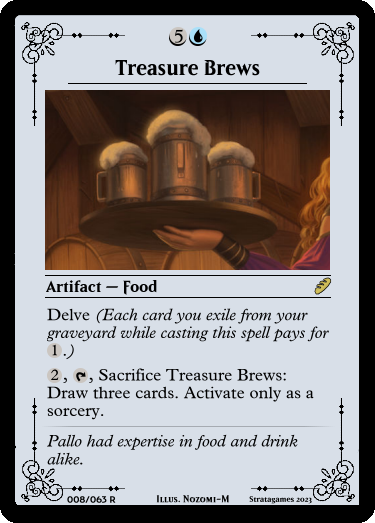 5
Treasure Brews
Artifact — Food
Delve (Each card you exile from your
graveyard while casting this spell pays for
1.)
2, , Sacrifice Treasure Brews:
Draw three cards. Activate only as a
sorcery.
Pallo had expertise in food and drink
alike.
008/063 R Illus. Nozomi-M Stratagames 2023